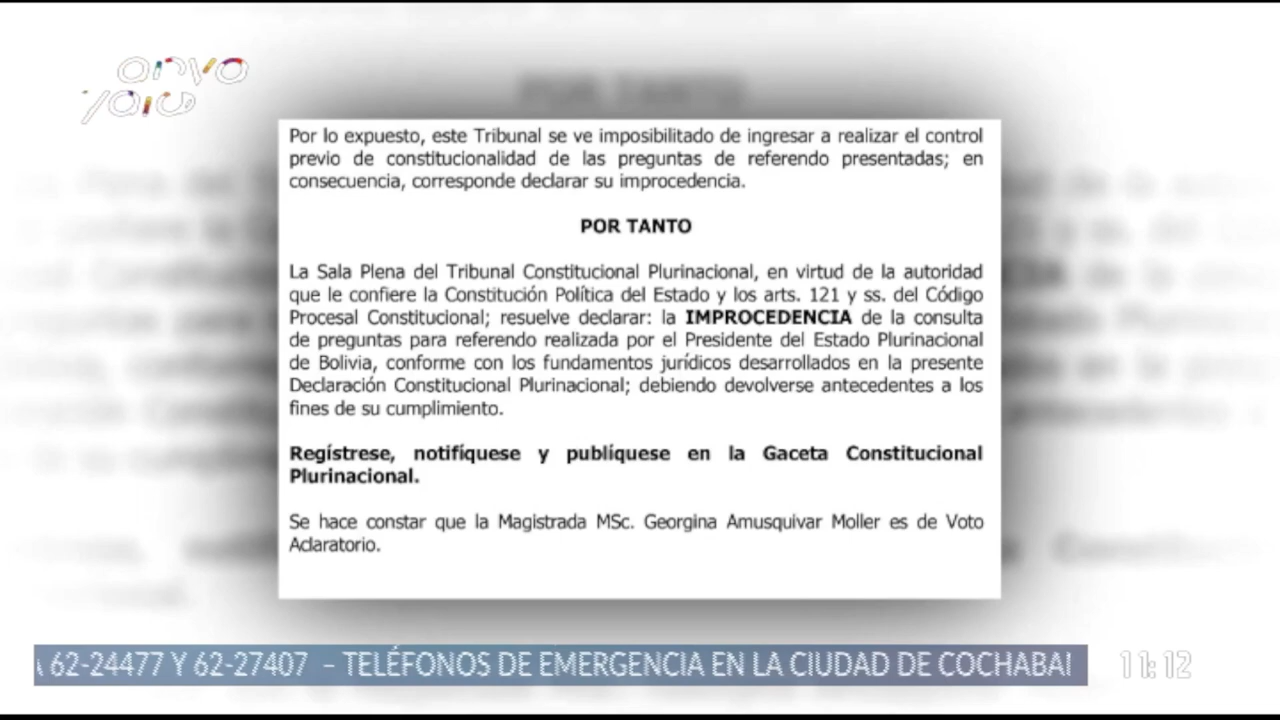 Por lo expuesto, este Tribunal se ve imposibilitado de ingresar a realizar el control
previo de constitucionalidad de las preguntas de referendo presentadas; en
consecuencia, corresponde declarar su improcedencia.
POR TANTO
La Sala Plena del Tribunal Constitucional Plurinacional, en virtud de la autoridad
que le confiere la Constitución Política del Estado y los arts. 121 y ss. del Código
Procesal Constitucional; resuelve declarar: la IMPROCEDENCIA de la consulta
de preguntas para referendo realizada por el Presidente del Estado Plurinacional
de Bolivia, conforme con los fundamentos jurídicos desarrollados en la presente
Declaración Constitucional Plurinacional; debiendo devolverse antecedentes a los
fines de su cumplimiento.
Regístrese, notifíquese y publíquese en la Gaceta Constitucional
Plurinacional.
Se hace constar que la Magistrada MSc. Georgina Amusquivar Moller es de Voto
Aclaratorio.
62-24477 Y 62-27407 – TELÉFONOS DE EMERGENCIA EN LA CIUDAD DE
11:12